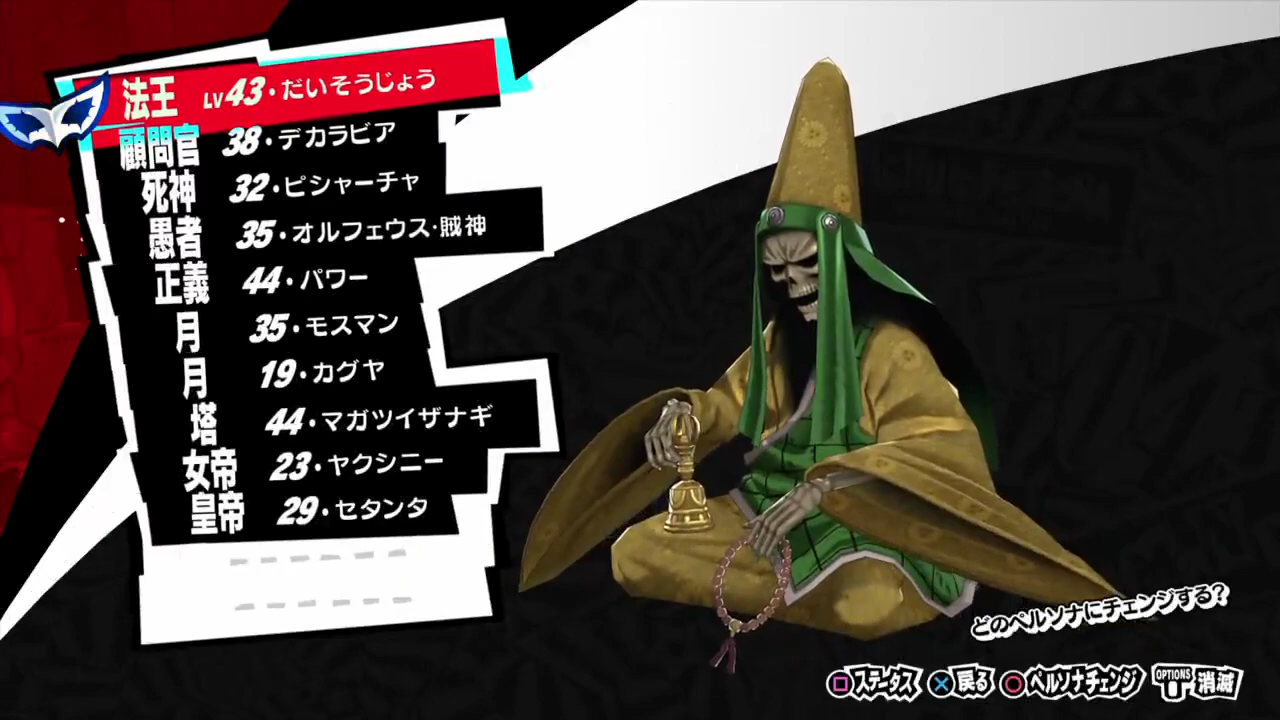 法王 LV43・だいそうじょう
顧問官 38・デカラビア
死神 32・ピシャーチャ
愚者 35・オルフェウス・賊神
正義 44・パワー
月 35・モスマン
月 19・カグヤ
塔 44・マガツイザナギ
女帝 23・ヤクシニー
皇帝 29・セタンタ
どのペルソナにチェンジする?
ステータス 戻る ペルソナチェンジ OPTIONS 消滅